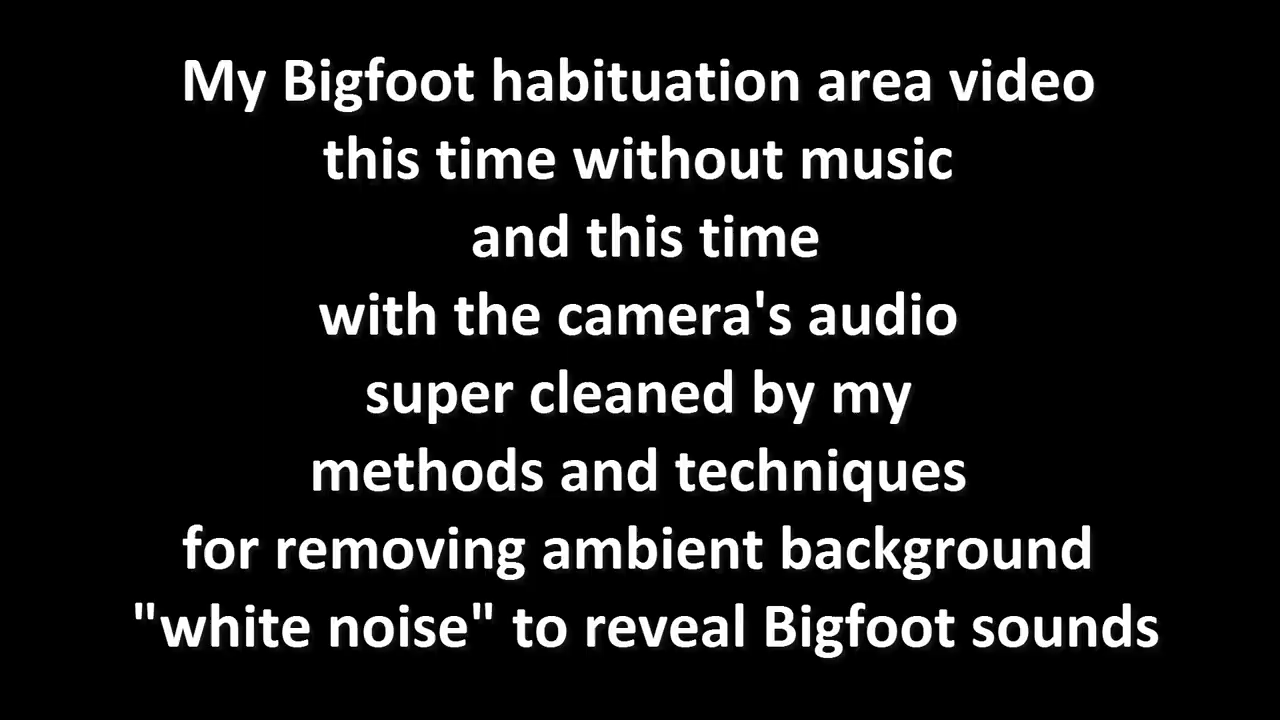 My Bigfoot habituation area video
this time without music
and this time
with the camera's audio
super cleaned by my
methods and techniques
for removing ambient background
"white noise" to reveal Bigfoot sounds